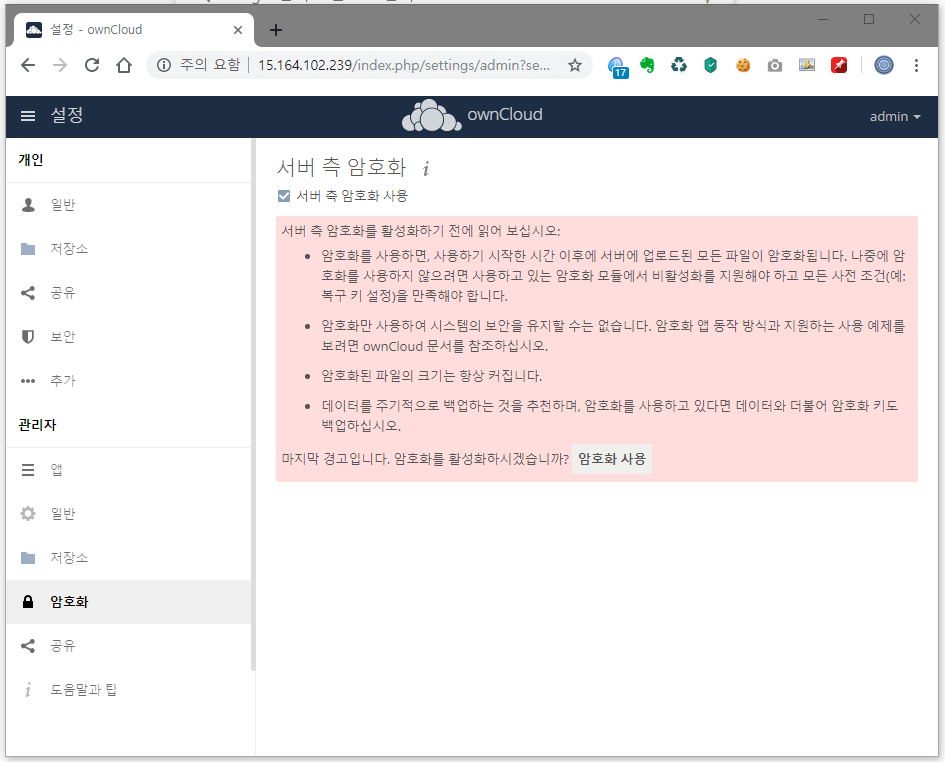 설정 - ownCloud
주의 요함
15.164.102.239/index.php/settings/admin?se...
17
설정
ownCloud
admin
개인
일반
저장소
공유
보안
추가
관리자
앱
일반
저장소
암호화
공유
도움말과 팁
서버 측 암호화
서버 측 암호화 사용
서버 측 암호화를 활성화하기 전에 읽어 보십시오:
암호화를 사용하면, 사용하기 시작한 시간 이후에 서버에 업로드된 모든 파일이 암호화됩니다. 나중에 암
호화를 사용하지 않으려면 사용하고 있는 암호화 모듈에서 비활성화를 지원해야 하고 모든 사전 조건(예:
복구 키 설정)을 만족해야 합니다.
암호화만 사용하여 시스템의 보안을 유지할 수는 없습니다. 암호화 앱 동작 방식과 지원하는 사용 예제를
보려면 ownCloud 문서를 참조하십시오.
암호화된 파일의 크기는 항상 커집니다.
데이터를 주기적으로 백업하는 것을 추천하며, 암호화를 사용하고 있다면 데이터와 더불어 암호화 키도
백업하십시오.
마지막 경고입니다. 암호화를 활성화하시겠습니까? 암호화 사용